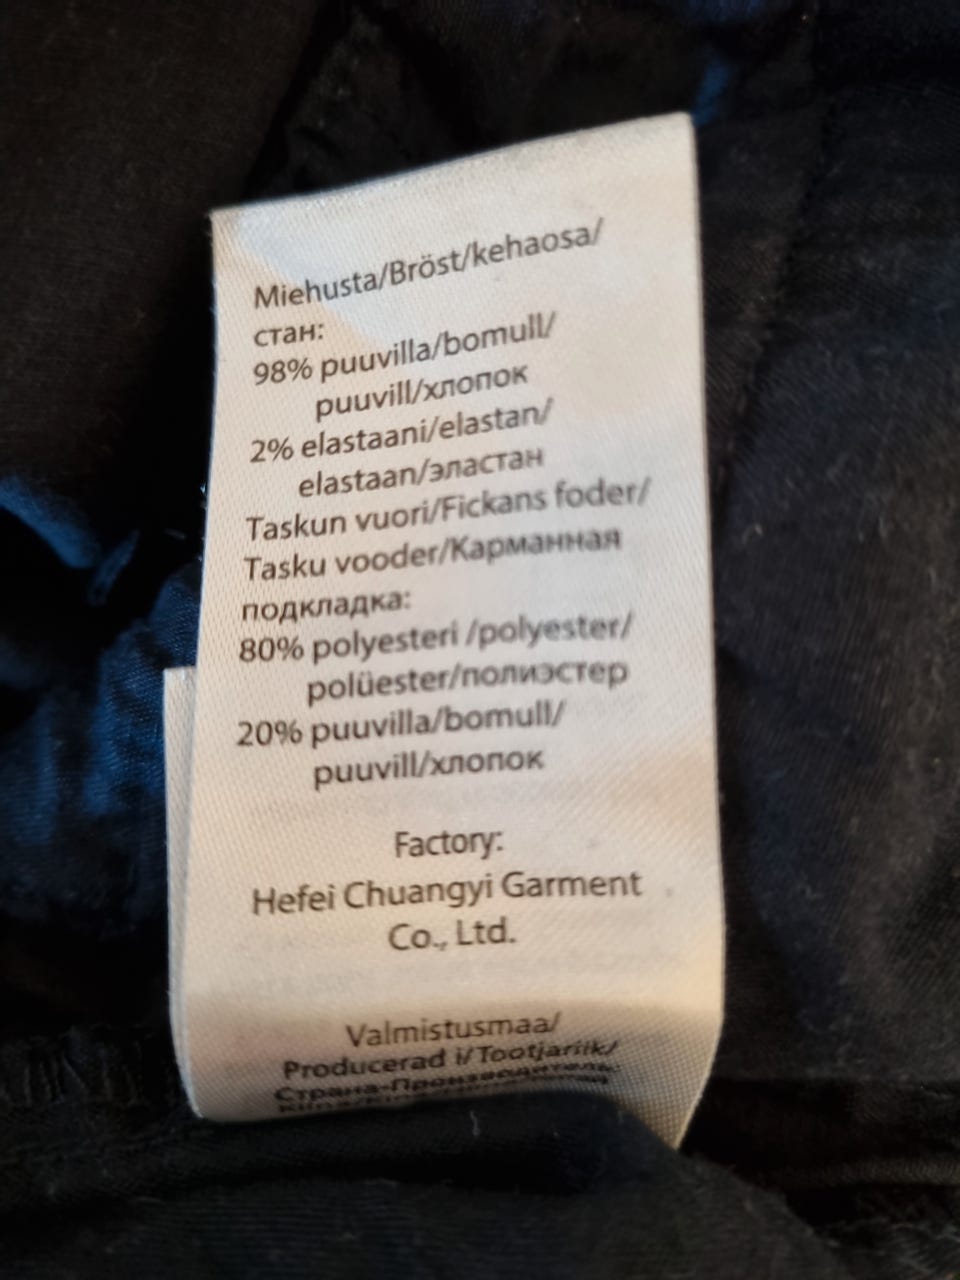 Miehusta/Bröst/kehaosa/
стан:
98% puuvilla/bomull/
puuvill/хлопок
2% elastaani/elastan/
elastaan/эластан
Taskun vuori/Fickans foder/
Tasku vooder/Карманная
подкладка:
80% polyesteri /polyester/
polüester/полиэстер
20% puuvilla/bomull/
puuvill/хлопок
Factory:
Hefei Chuangyi Garment
Co., Ltd.
Valmistusmaa/
Producerad i/Tootjariik/
Страна-Производитель: